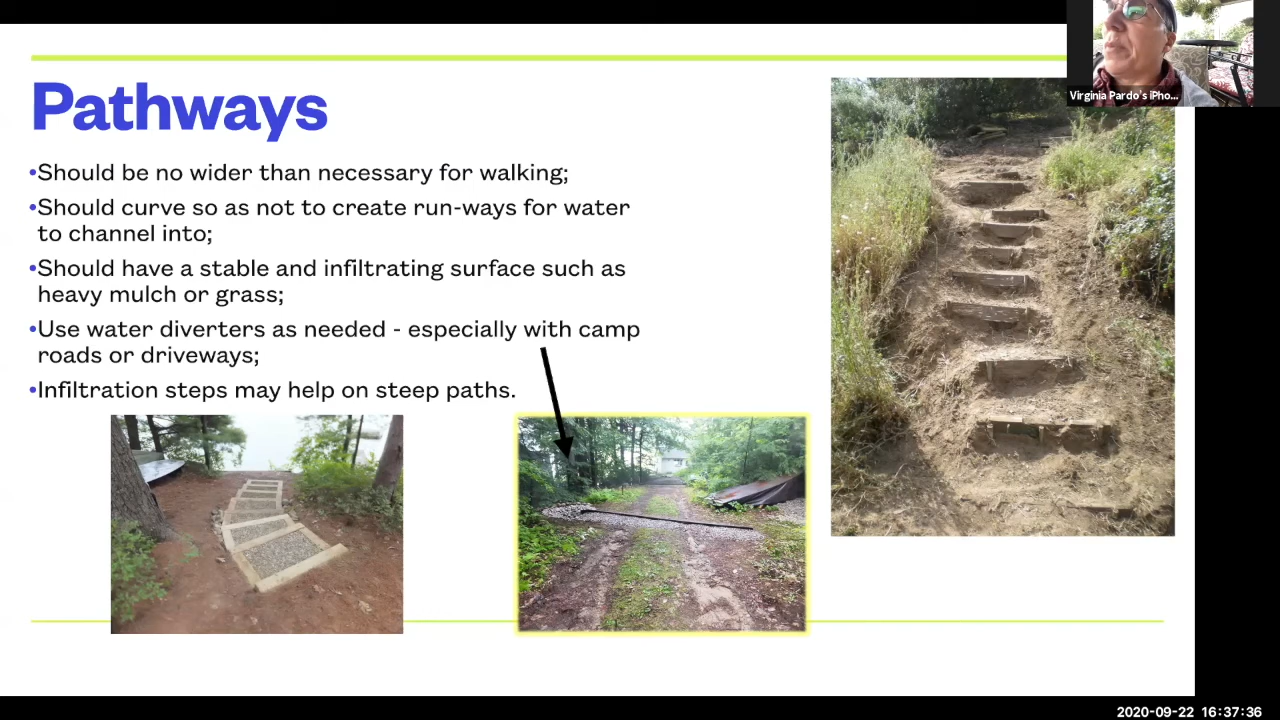 Pathways
•Should be no wider than necessary for walking;
•Should curve so as not to create run-ways for water
to channel into;
•Should have a stable and infiltrating surface such as
heavy mulch or grass;
•Use water diverters as needed - especially with camp
roads or driveways;
•Infiltration steps may help on steep paths.
Virginia Pardo's iPho...
2020-09-22 16:37:36